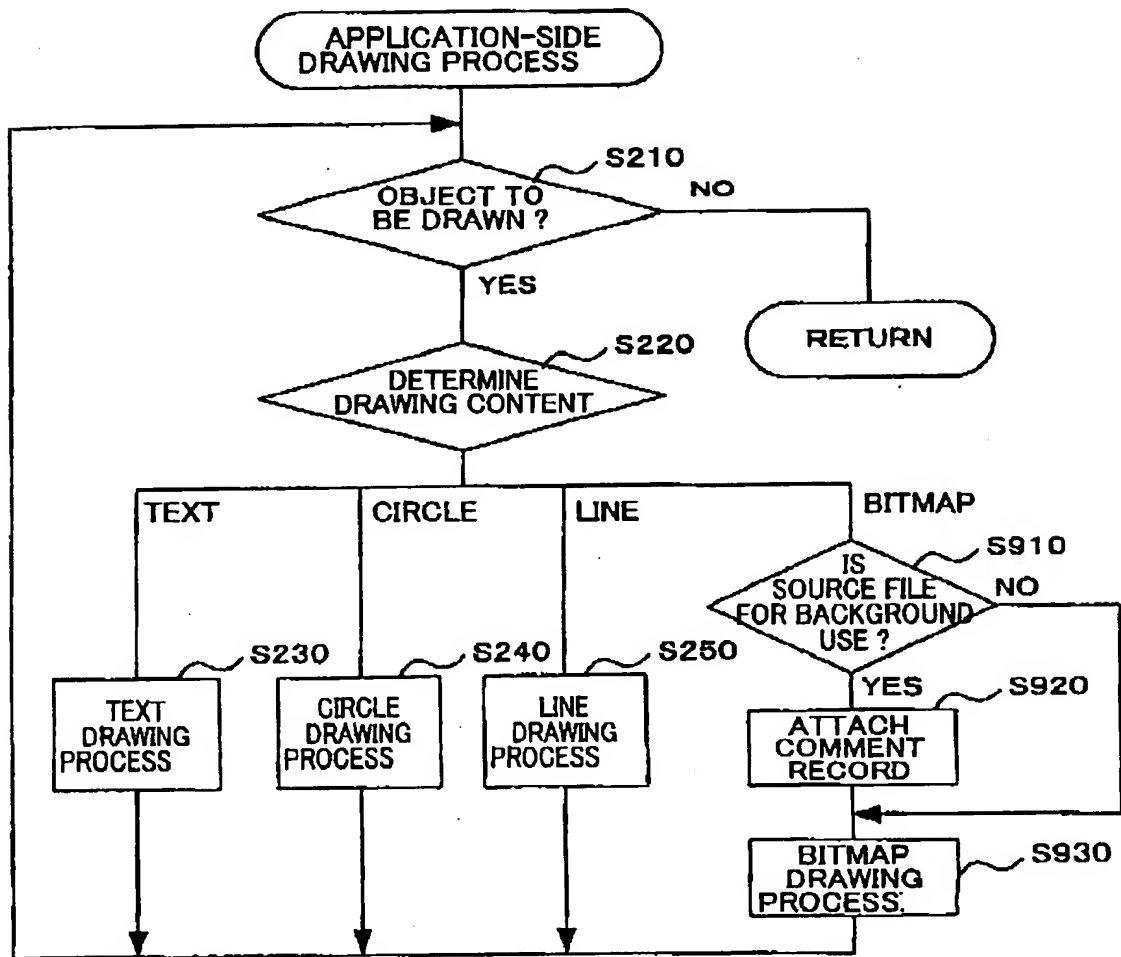 APPLICATION-SIDE
DRAWING PROCESS
S210
OBJECT TO
BE DRAWN ?
NO
YES
RETURN
S220
DETERMINE
DRAWING CONTENT
TEXT
CIRCLE
LINE
BITMAP
S910
IS
SOURCE FILE
FOR BACKGROUND
USE ?
NO
YES
S230
TEXT
DRAWING
PROCESS
S240
CIRCLE
DRAWING
PROCESS
S250
LINE
DRAWING
PROCESS
S920
ATTACH
COMMENT
RECORD
S930
BITMAP
DRAWING
PROCESS.